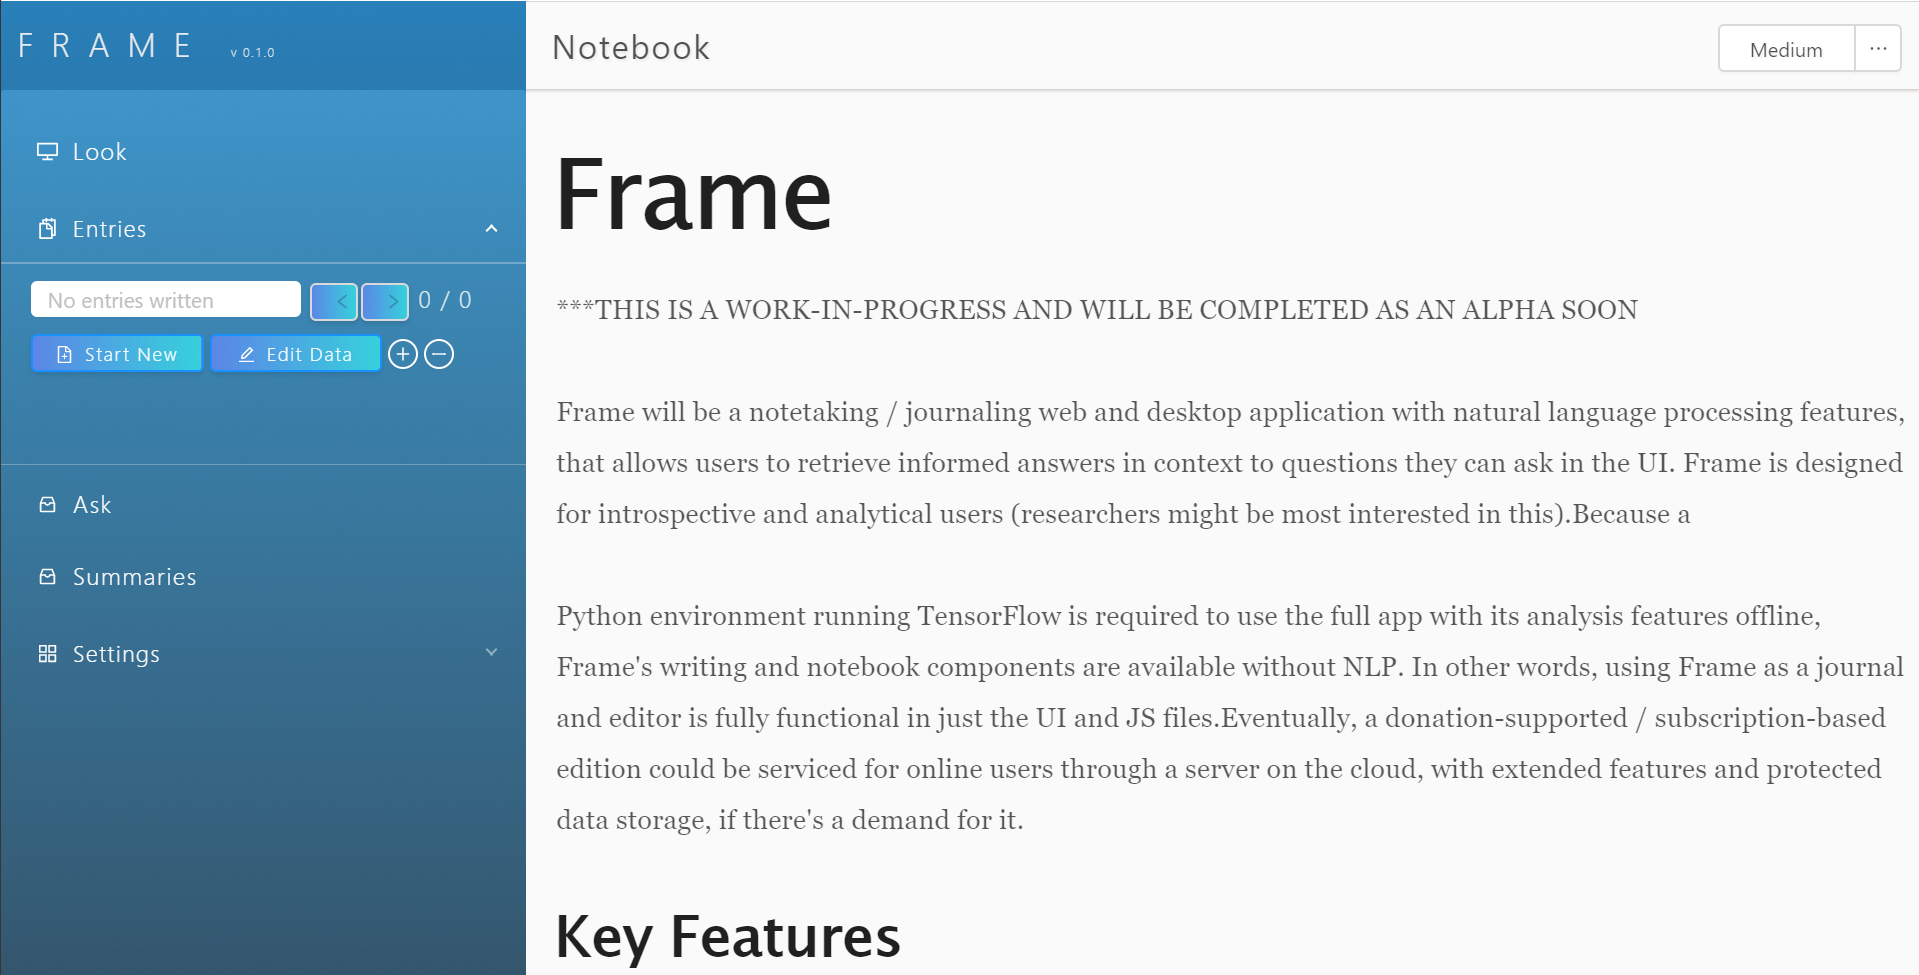 FRAME v 0.1.0
Notebook
Medium ...
Look
Entries
No entries written < > 0 / 0
Start New Edit Data
Ask
Summaries
Settings
Frame
***THIS IS A WORK-IN-PROGRESS AND WILL BE COMPLETED AS AN ALPHA SOON
Frame will be a notetaking / journaling web and desktop application with natural language processing features,
that allows users to retrieve informed answers in context to questions they can ask in the UI. Frame is designed
for introspective and analytical users (researchers might be most interested in this).Because a
Python environment running TensorFlow is required to use the full app with its analysis features offline,
Frame's writing and notebook components are available without NLP. In other words, using Frame as a journal
and editor is fully functional in just the UI and JS files.Eventually, a donation-supported / subscription-based
edition could be serviced for online users through a server on the cloud, with extended features and protected
data storage, if there's a demand for it.
Key Features